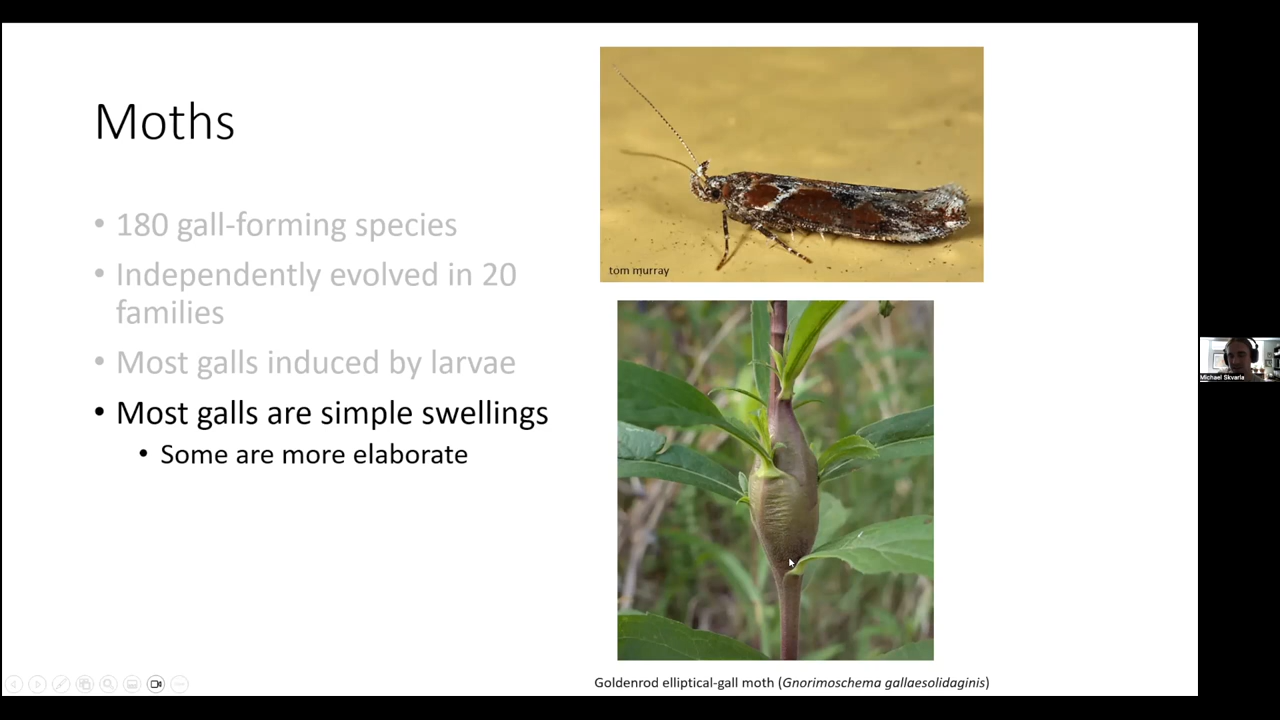 Moths
• 180 gall-forming species
• Independently evolved in 20
families
• Most galls induced by larvae
• Most galls are simple swellings
• Some are more elaborate
tom murray
Goldenrod elliptical-gall moth (Gnorimoschema gallaesolidaginis)
Michael Skvarla